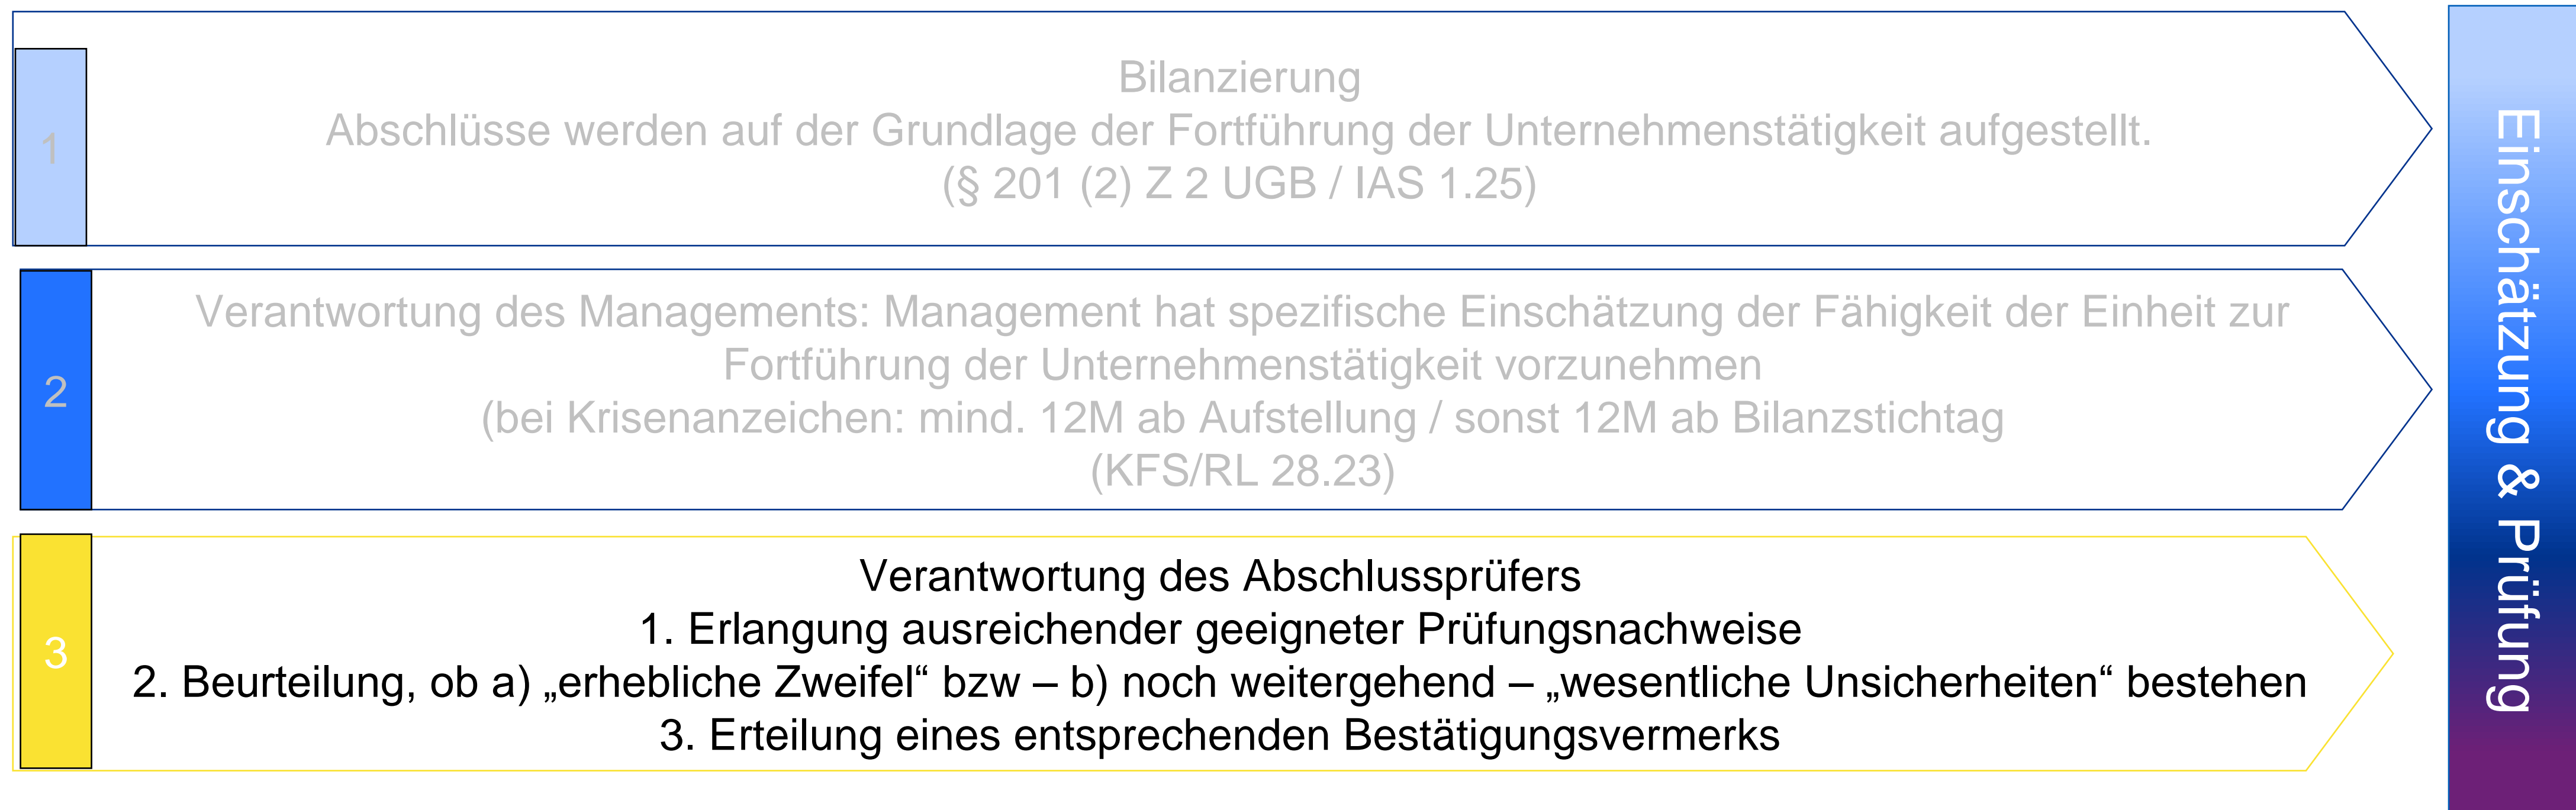 1
Bilanzierung
Abschlüsse werden auf der Grundlage der Fortführung der Unternehmenstätigkeit aufgestellt.
(§ 201 (2) Z 2 UGB / IAS 1.25)
2
Verantwortung des Managements: Management hat spezifische Einschätzung der Fähigkeit der Einheit zur
Fortführung der Unternehmenstätigkeit vorzunehmen
(bei Krisenanzeichen: mind. 12M ab Aufstellung / sonst 12M ab Bilanzstichtag
(KFS/RL 28.23)
3
Verantwortung des Abschlussprüfers
1. Erlangung ausreichender geeigneter Prüfungsnachweise
2. Beurteilung, ob a) „erhebliche Zweifel“ bzw – b) noch weitergehend – „wesentliche Unsicherheiten“ bestehen
3. Erteilung eines entsprechenden Bestätigungsvermerks
Einschätzung & Prüfung